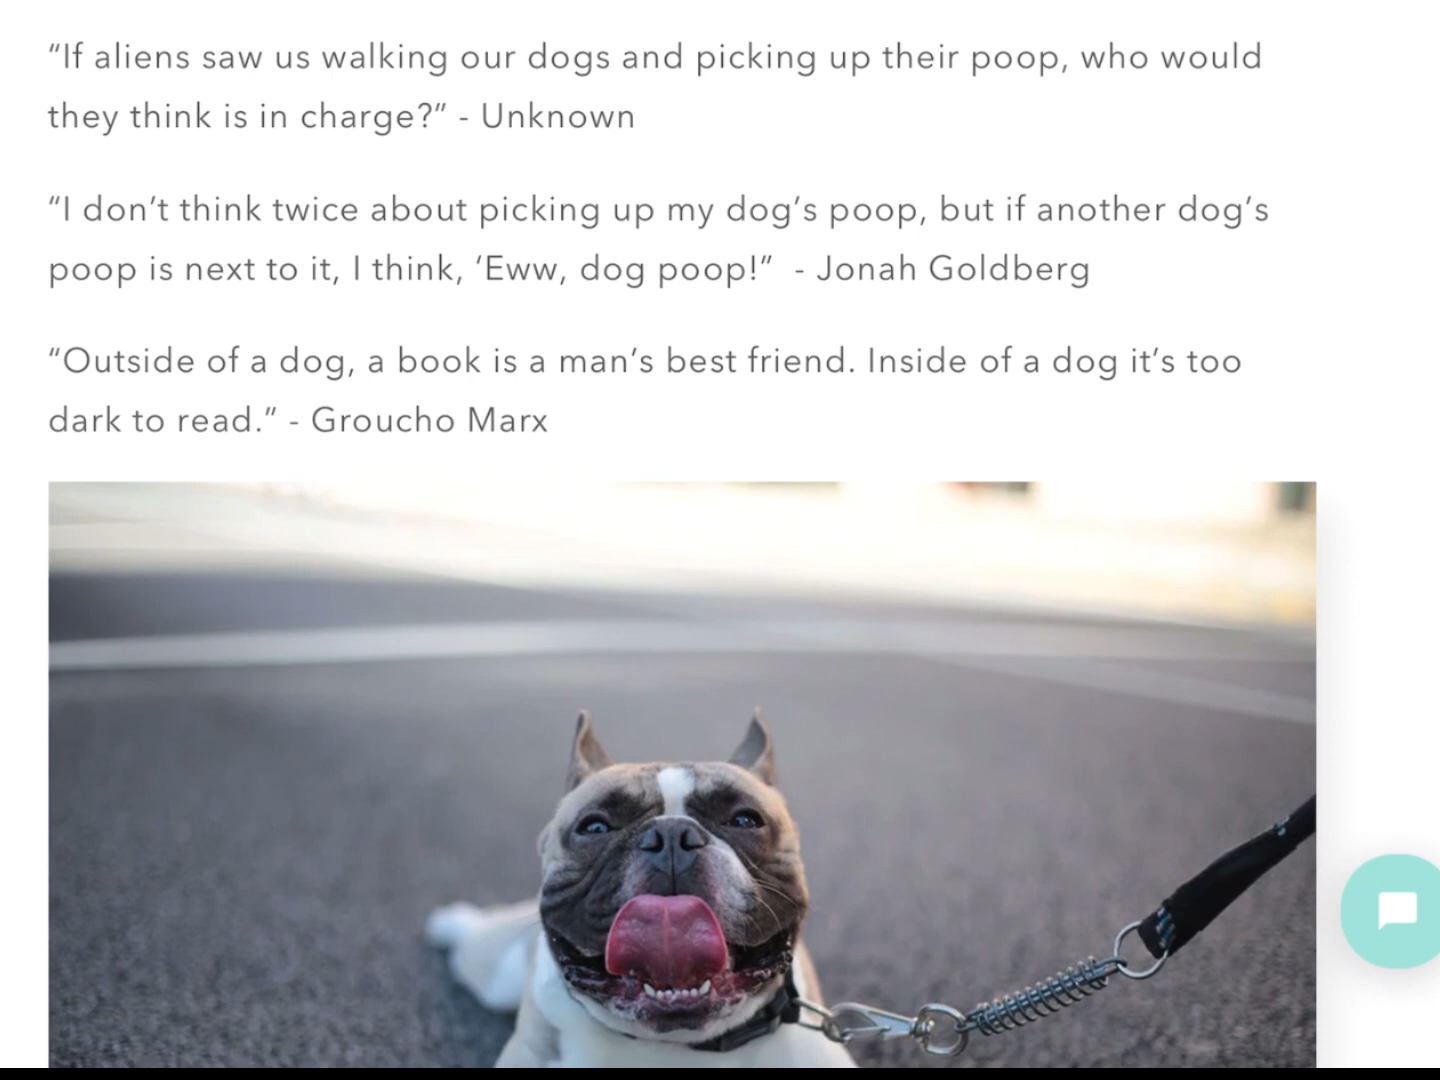 “If aliens saw us walking our dogs and picking up their poop, who would
they think is in charge?” - Unknown
“I don’t think twice about picking up my dog’s poop, but if another dog’s
poop is next to it, I think, ‘Eww, dog poop!”  - Jonah Goldberg
“Outside of a dog, a book is a man’s best friend. Inside of a dog it’s too
dark to read.” - Groucho Marx